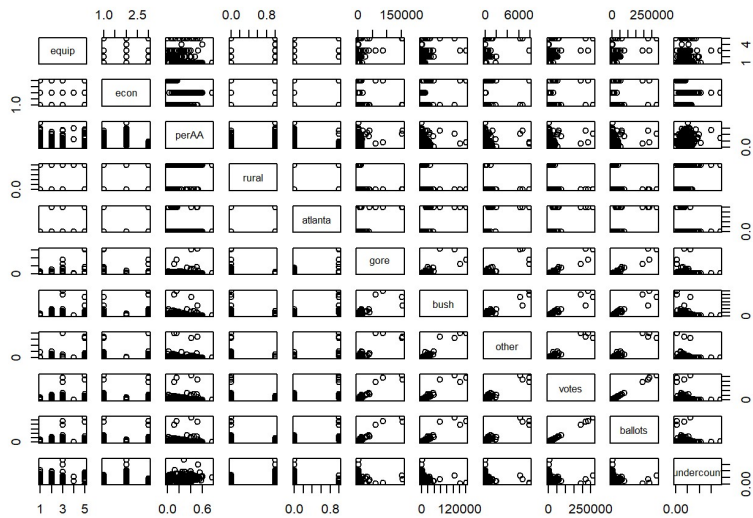 1.0 2.5 0.0 0.8 0 150000 0 6000 0 250000
equip 1 4
1.0 econ
perAA 0.0
0.0 rural
atlanta 0.0
0 gore
bush 0
0 other
votes 0
0 ballots
undercoun 0.00
1 3 5 0.0 0.6 0.0 0.8 0 120000 0 250000 0.00